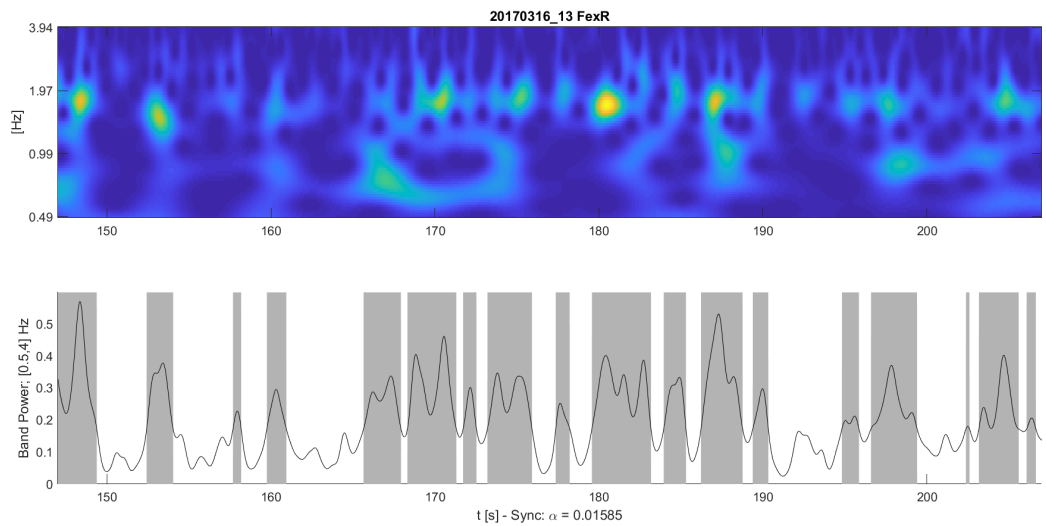 20170316_13 FexR
3.94
1.97
[Hz]
0.99
0.49
150 160 170 180 190 200
0.5
0.4
0.3
0.2
0.1
0
Band Power; [0.5,4] Hz
150 160 170 180 190 200
t [s] - Sync: α = 0.01585